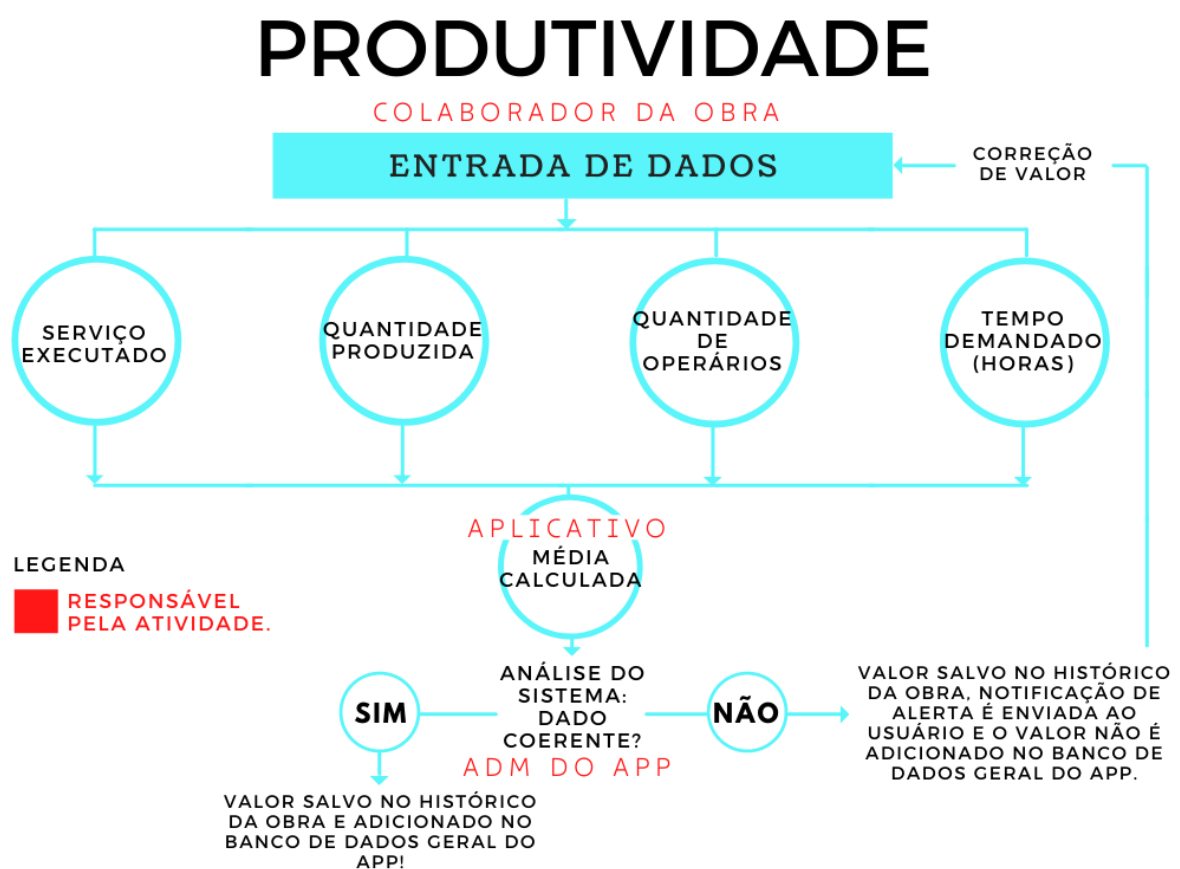 PRODUTIVIDADE
COLABORADOR DA OBRA
ENTRADA DE DADOS
CORREÇÃO
DE VALOR
SERVIÇO
EXECUTADO
QUANTIDADE
PRODUZIDA
QUANTIDADE
DE
OPERÁRIOS
TEMPO
DEMANDADO
(HORAS)
APLICATIVO
MÉDIA
CALCULADA
LEGENDA
RESPONSÁVEL
PELA ATIVIDADE.
SIM
ANÁLISE DO
SISTEMA:
DADO
COERENTE?
ADM DO APP
NÃO
VALOR SALVO NO HISTÓRICO
DA OBRA, NOTIFICAÇÃO DE
ALERTA É ENVIADA AO
USUÁRIO E O VALOR NÃO É
ADICIONADO NO BANCO DE
DADOS GERAL DO APP.
VALOR SALVO NO HISTÓRICO
DA OBRA E ADICIONADO NO
BANCO DE DADOS GERAL DO
APP!